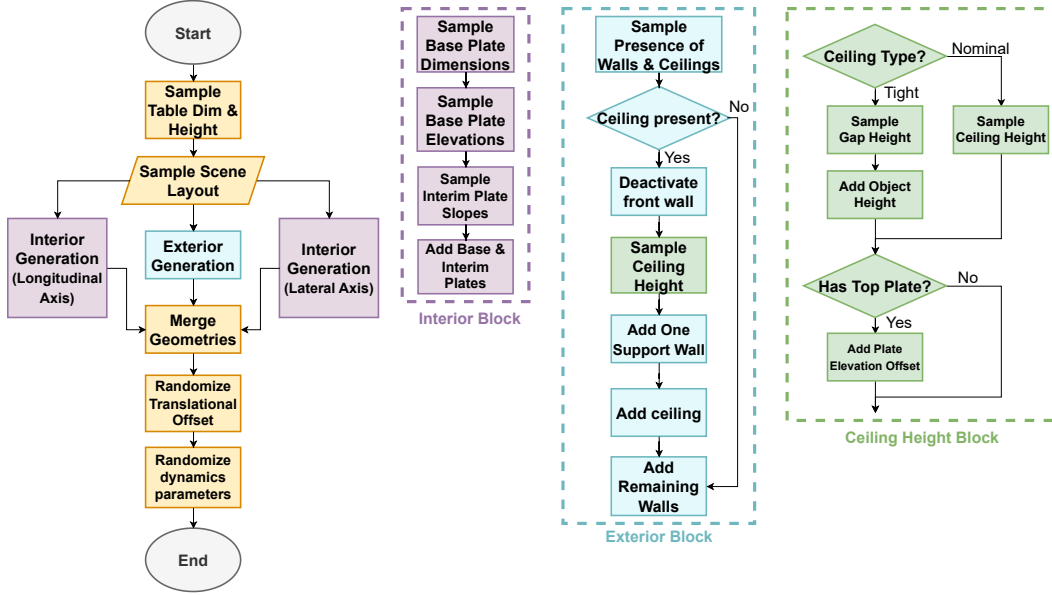 Start
Sample
Table Dim &
Height
Sample Scene
Layout
Interior
Generation
(Longitudinal
Axis)
Exterior
Generation
Interior
Generation
(Lateral Axis)
Merge
Geometries
Randomize
Translational
Offset
Randomize
dynamics
parameters
End
Sample
Base Plate
Dimensions
Sample
Base Plate
Elevations
Sample
Interim Plate
Slopes
Add Base &
Interim
Plates
Interior Block
Sample
Presence of
Walls & Ceilings
Ceiling present?
No
Yes
Deactivate
front wall
Sample
Ceiling
Height
Add One
Support Wall
Add ceiling
Add
Remaining
Walls
Exterior Block
Ceiling Type?
Nominal
Tight
Sample
Gap Height
Sample
Ceiling Height
Add Object
Height
Has Top Plate?
No
Yes
Add Plate
Elevation Offset
Ceiling Height Block